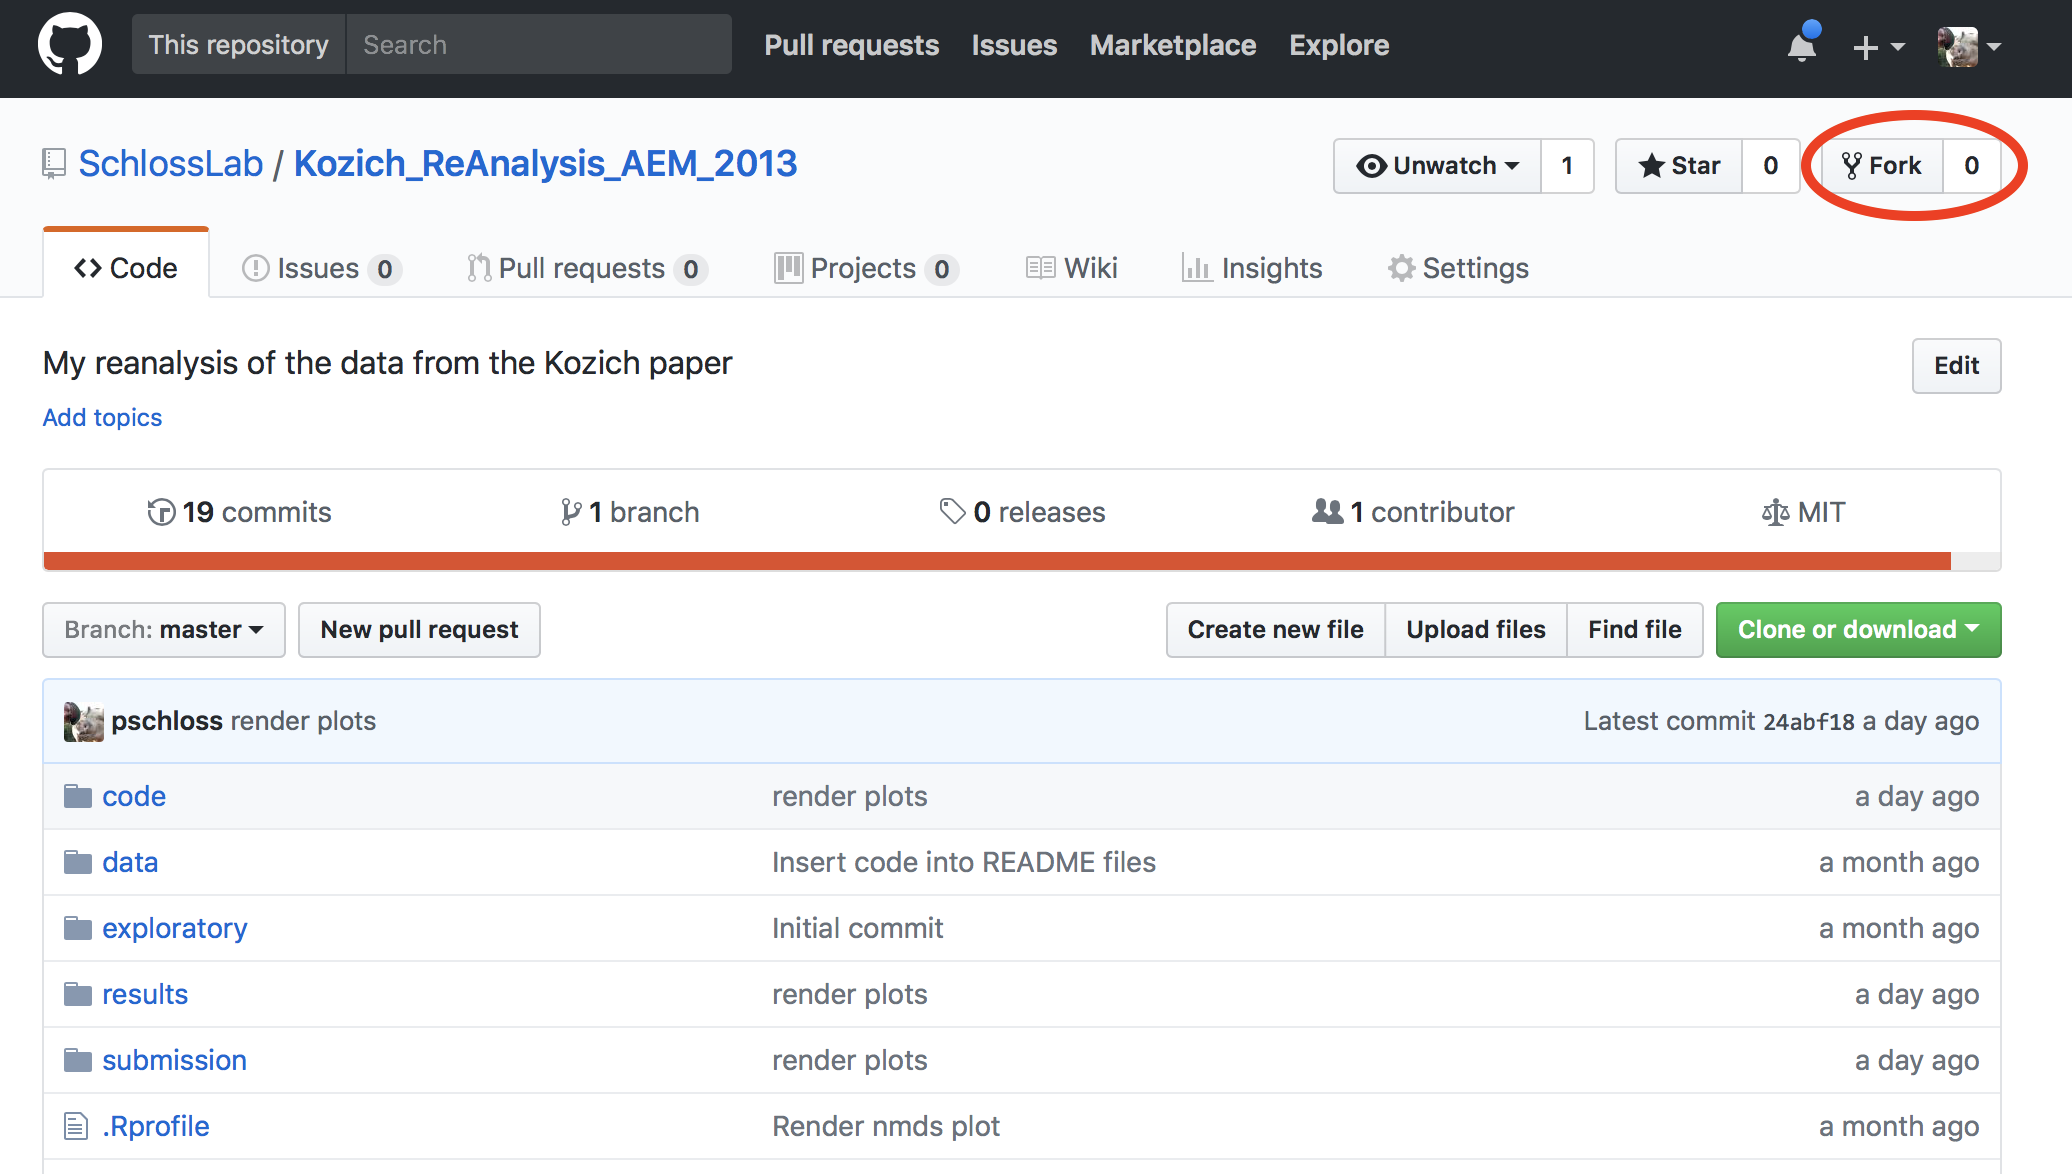 This repository Search Pull requests Issues Marketplace Explore
SchlossLab / Kozich_ReAnalysis_AEM_2013 Unwatch 1 Star 0 Fork 0
Code Issues 0 Pull requests 0 Projects 0 Wiki Insights Settings
My reanalysis of the data from the Kozich paper Edit
Add topics
19 commits 1 branch 0 releases 1 contributor MIT
Branch: master New pull request Create new file Upload files Find file Clone or download
pschloss render plots Latest commit 24abf18 a day ago
code render plots a day ago
data Insert code into README files a month ago
exploratory Initial commit a month ago
results render plots a day ago
submission render plots a day ago
.Rprofile Render nmds plot a month ago